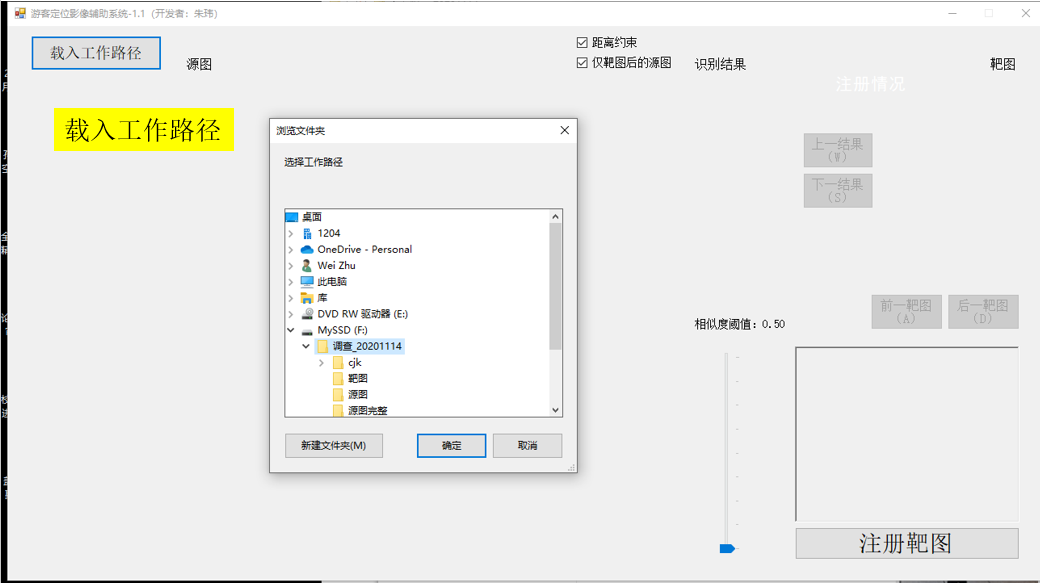 游客定位影像辅助系统-1.1 (开发者: 朱玮)
载入工作路径
源图
距离约束
仅靶图后的源图
识别结果
靶图
注册情况
载入工作路径
浏览文件夹
选择工作路径
桌面
1204
OneDrive - Personal
Wei Zhu
此电脑
库
DVD RW 驱动器 (E:)
MySSD (F:)
调查_20201114
cjk
靶图
源图
源图完整
新建文件夹(M)
确定
取消
上一结果
(W)
下一结果
(S)
前一靶图
(A)
后一靶图
(D)
相似度阈值: 0.50
注册靶图